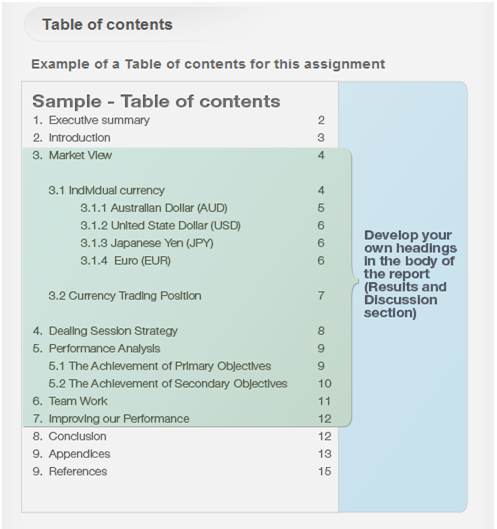 Table of contents
Example of a Table of contents for this assignment
Sample - Table of contents
1. Executive summary 2
2. Introduction 3
3. Market View 4
3.1 Individual currency 4
3.1.1 Australian Dollar (AUD) 5
3.1.2 United State Dollar (USD) 6
3.1.3 Japanese Yen (JPY) 6
3.1.4 Euro (EUR) 6
3.2 Currency Trading Position 7
4. Dealing Session Strategy 8
5. Performance Analysis 9
5.1 The Achievement of Primary Objectives 9
5.2 The Achievement of Secondary Objectives 10
6. Team Work 11
7. Improving our Performance 12
8. Conclusion 12
9. Appendices 13
9. References 15
Develop your
own headings
in the body of
the report
(Results and
Discussion
section)